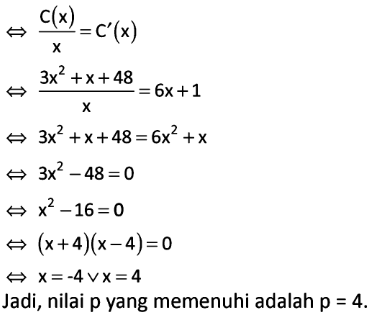 ⇔ C(x)/x = C′(x)
⇔ (3x² + x + 48)/x = 6x + 1
⇔ 3x² + x + 48 = 6x² + x
⇔ 3x² − 48 = 0
⇔ x² − 16 = 0
⇔ (x + 4)(x − 4) = 0
⇔ x = -4 ∨ x = 4
Jadi, nilai p yang memenuhi adalah p = 4.